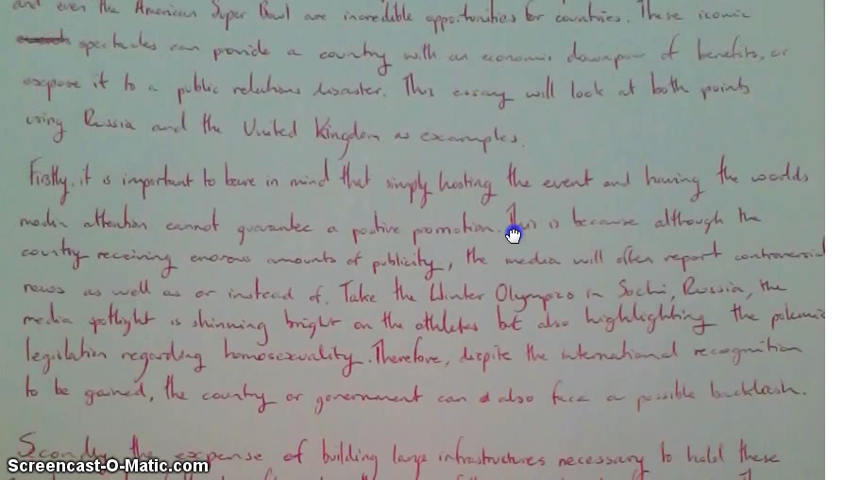 and even the American Super Bowl are incredible opportunities for countries. These iconic
spectacles can provide a country with an economic downpour of benefits, or
expose it to a public relations disaster. This essay will look at both points
using Russia and the United Kingdom as examples.
Firstly, it is important to bare in mind that simply hosting the event and having the worlds
media attention cannot guarantee a positive promotion. This is because although the
country receiving enorous amounts of publicity, the media will often report controversial
news as well as or instead of. Take the Winter Olympics in Sochi, Russia, the
media spotlight is shinning bright on the athletes but also highlighting the polemic
legislation regarding homosexuality. Therefore, despite the international recognition
to be gained, the country or government can also face a possible backlash.
Secondly the expense of building large infrastructures necessary to hold these
Screencast-O-Matic.com